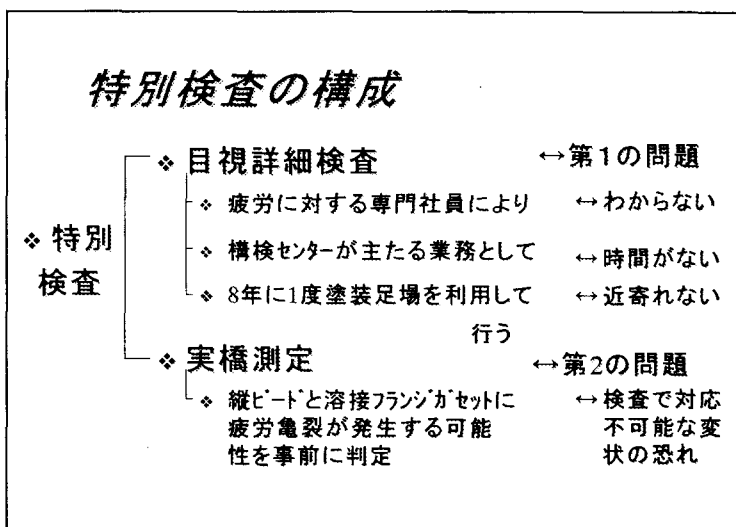 特別検査の構成
❖ 目視詳細検査 ↔第1の問題
❖ 疲労に対する専門社員により ↔わからない
❖ 特別検査
❖ 構検センターが主たる業務として ↔時間がない
❖ 8年に1度塗装足場を利用して ↔近寄れない
行う
❖ 実橋測定 ↔第2の問題
❖ 縦ビードと溶接フランジガセットに ↔検査で対応
疲労亀裂が発生する可能 不可能な変
性を事前に判定 状の恐れ